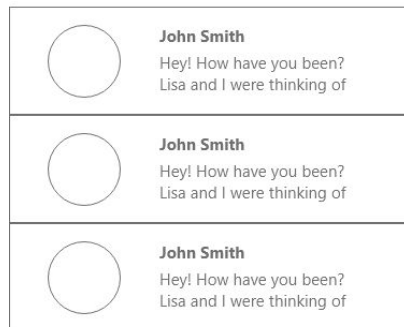 John Smith
Hey! How have you been?
Lisa and I were thinking of
John Smith
Hey! How have you been?
Lisa and I were thinking of
John Smith
Hey! How have you been?
Lisa and I were thinking of